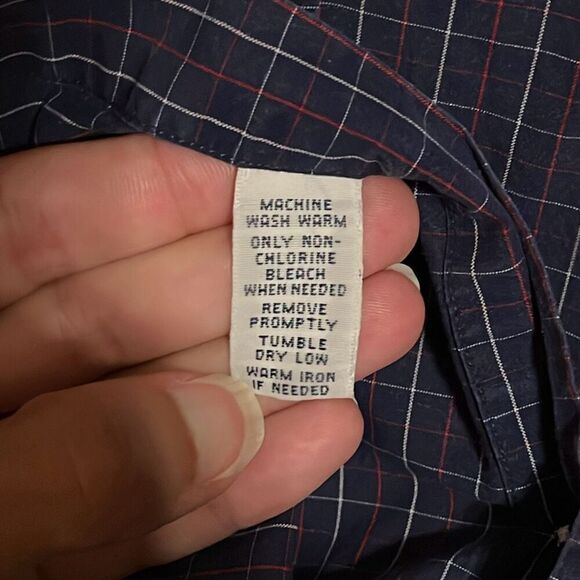 MACHINE
WASH WARM
ONLY NON-
CHLORINE
BLEACH
WHEN NEEDED
REMOVE
PROMPTLY
TUMBLE
DRY LOW
WARM IRON
IF NEEDED